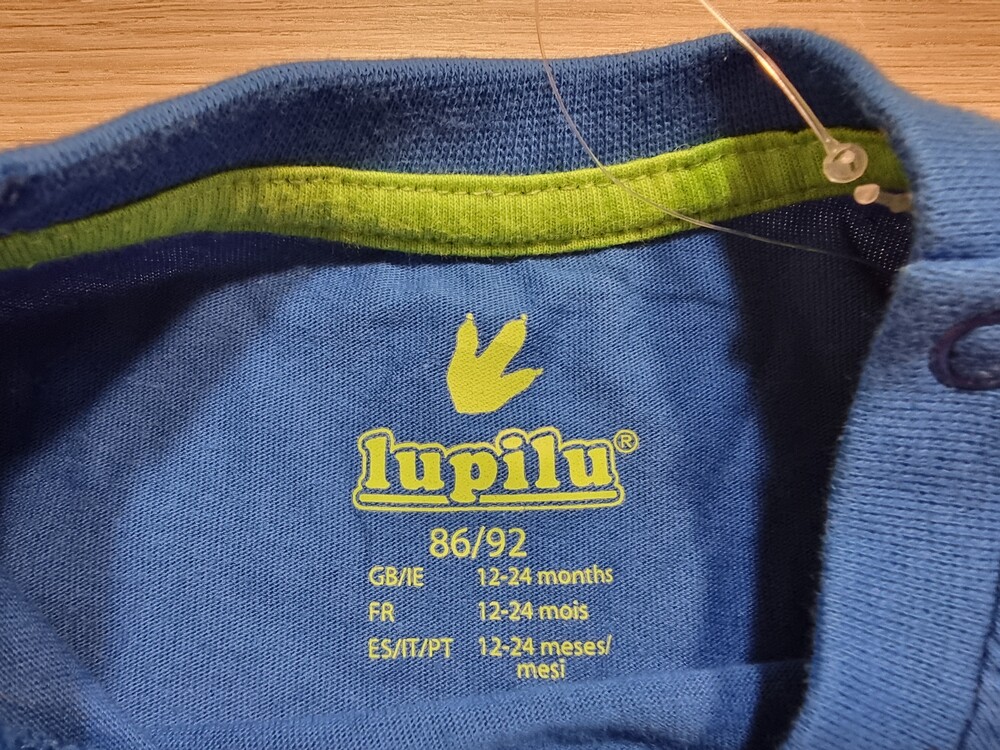 lupilu®
86/92
GB/IE 12-24 months
FR 12-24 mois
ES/IT/PT 12-24 meses/
mesi